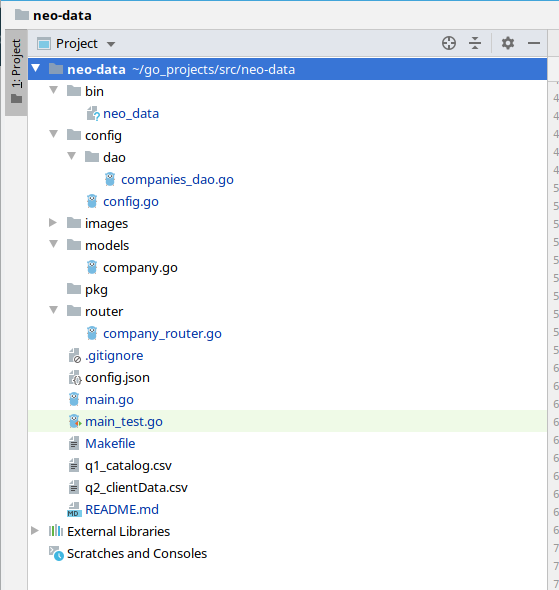 neo-data
Project
1: Project
neo-data ~/go_projects/src/neo-data
bin
neo_data
config
dao
companies_dao.go
config.go
images
models
company.go
pkg
router
company_router.go
.gitignore
config.json
main.go
main_test.go
Makefile
q1_catalog.csv
q2_clientData.csv
README.md
External Libraries
Scratches and Consoles